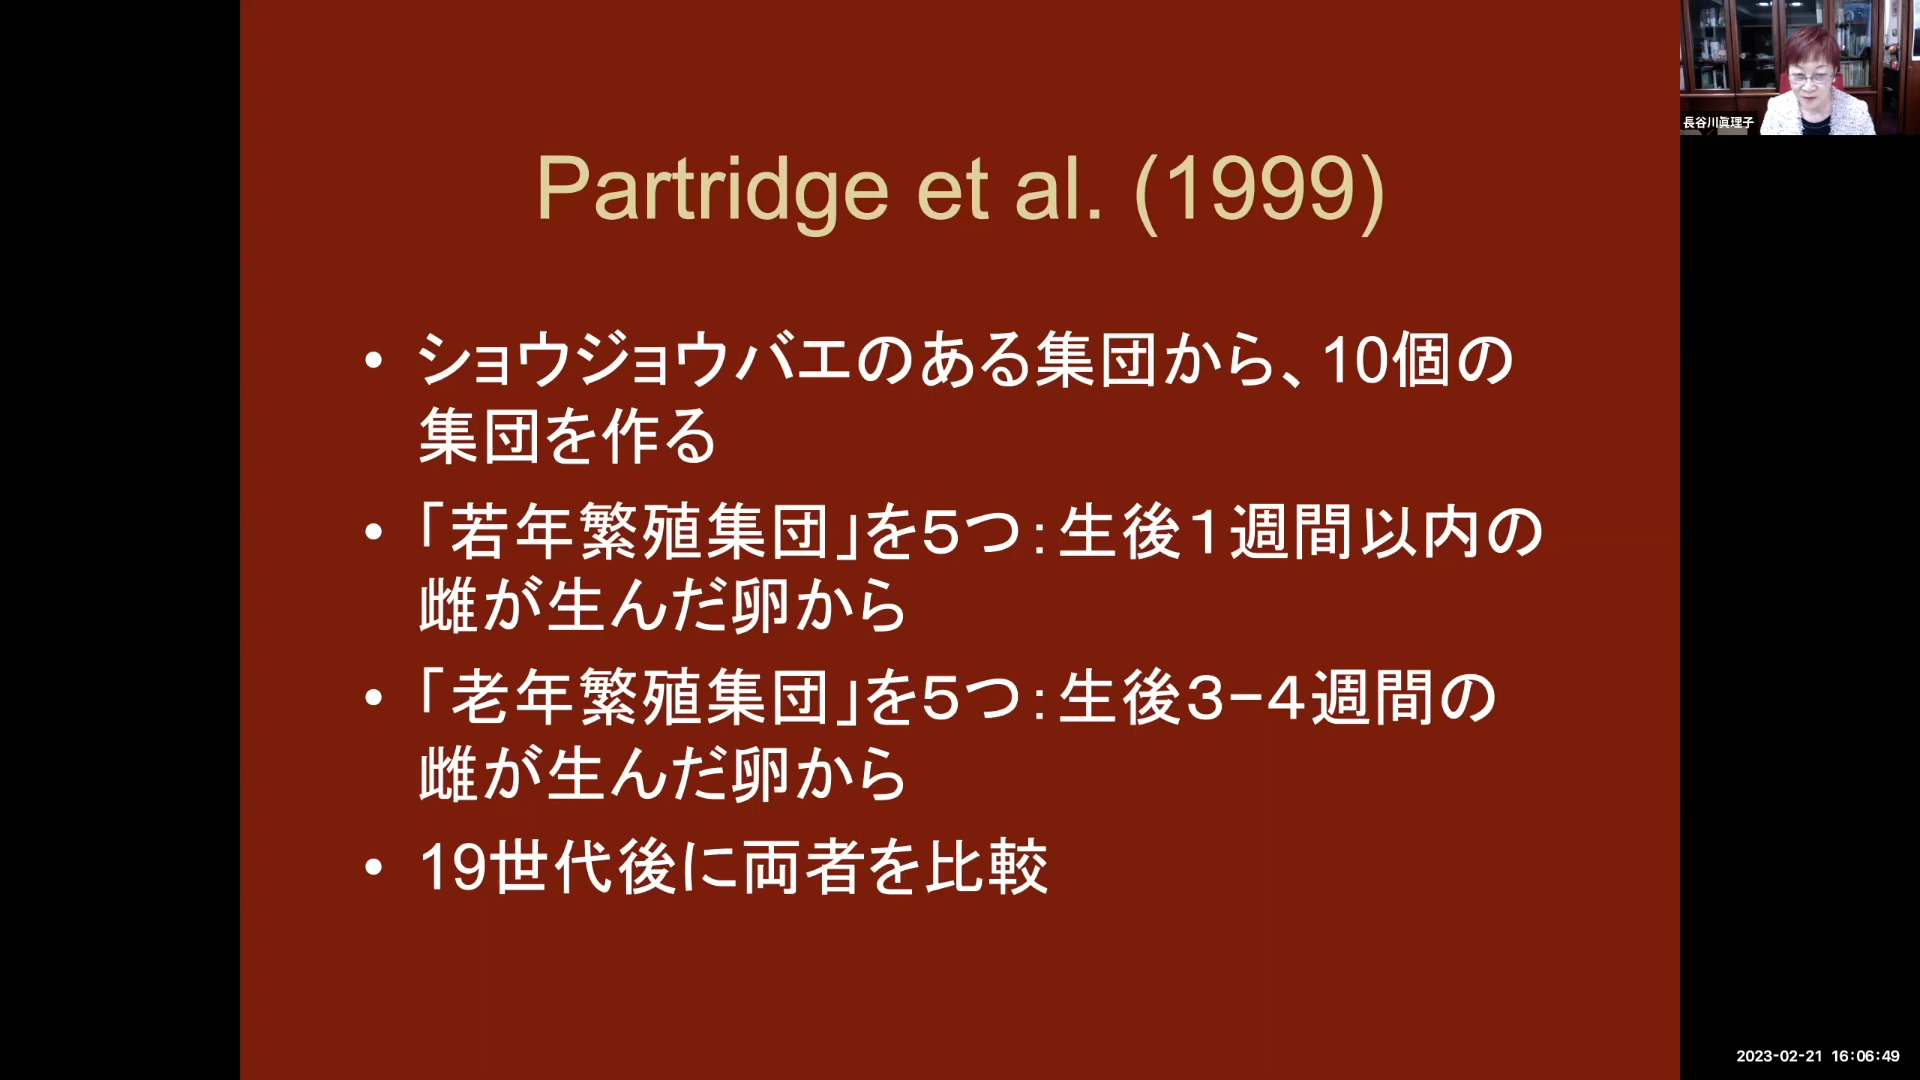 Partridge et al. (1999)
• ショウジョウバエのある集団から、10個の
集団を作る
• 「若年繁殖集団」を５つ：生後１週間以内の
雌が生んだ卵から
• 「老年繁殖集団」を５つ：生後３−４週間の
雌が生んだ卵から
• 19世代後に両者を比較
長谷川眞理子
2023-02-21 16:06:49